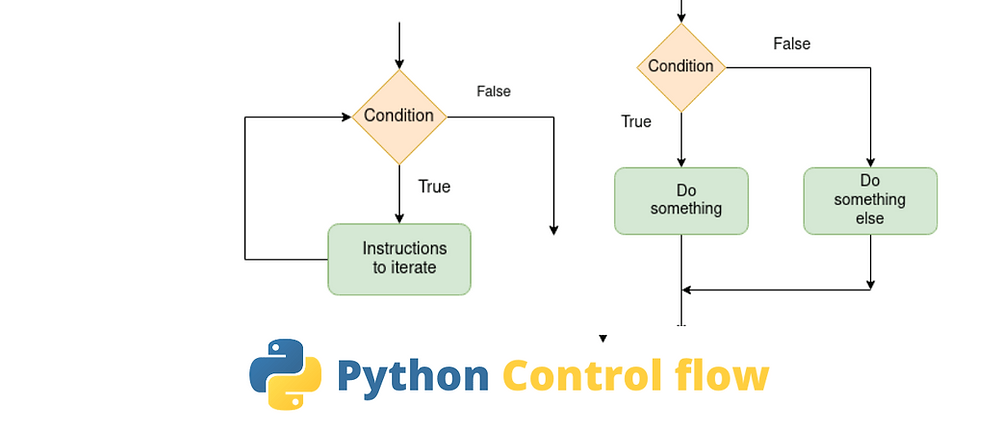 Condition
False
True
Instructions
to iterate
Condition
False
True
Do
something
Do
something
else
Python Control flow